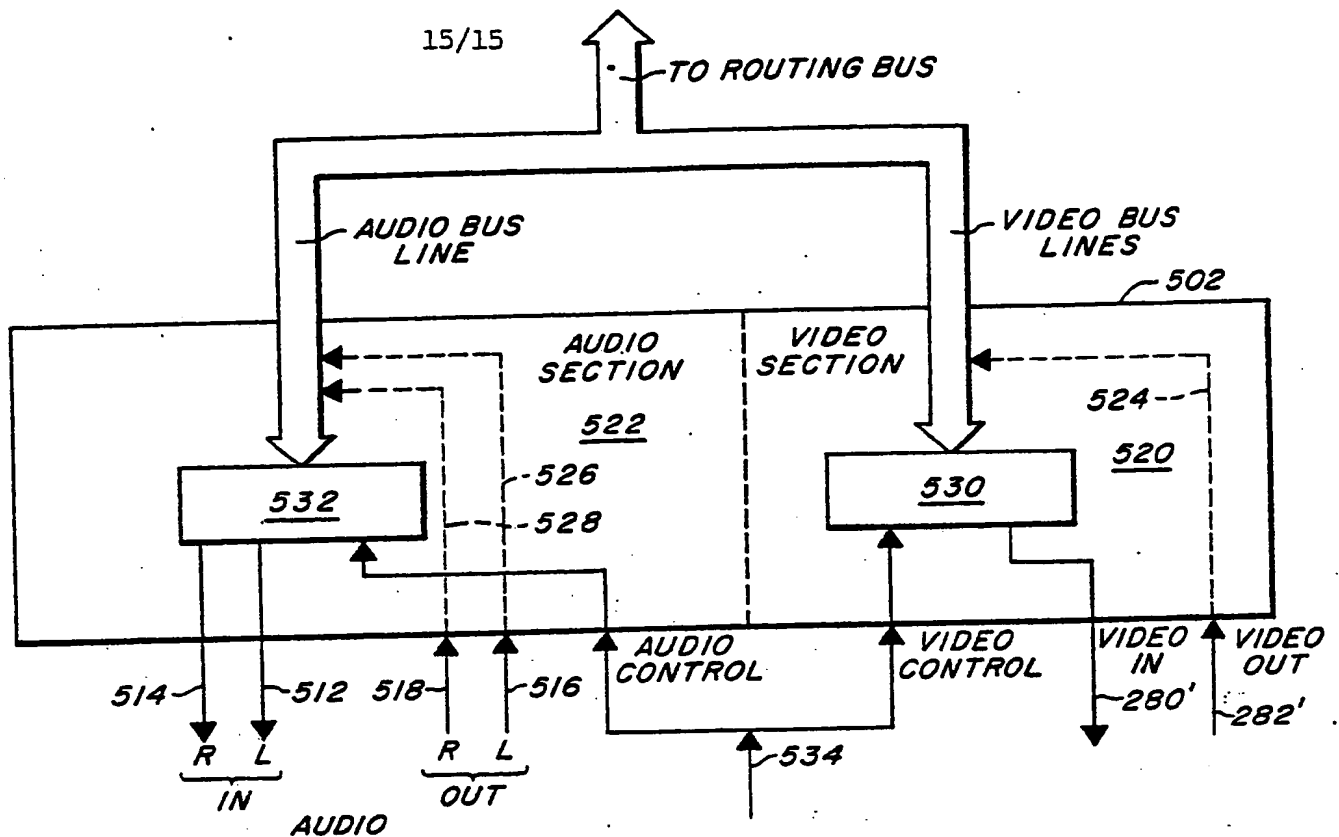 15/15
TO ROUTING BUS
AUDIO BUS
LINE
VIDEO BUS
LINES
502
AUDIO
SECTION
VIDEO
SECTION
522
524
520
526
532
528
530
AUDIO
CONTROL
VIDEO
CONTROL
VIDEO
IN
VIDEO
OUT
514
512
518
516
280'
282'
R L
R L
534
IN
OUT
AUDIO